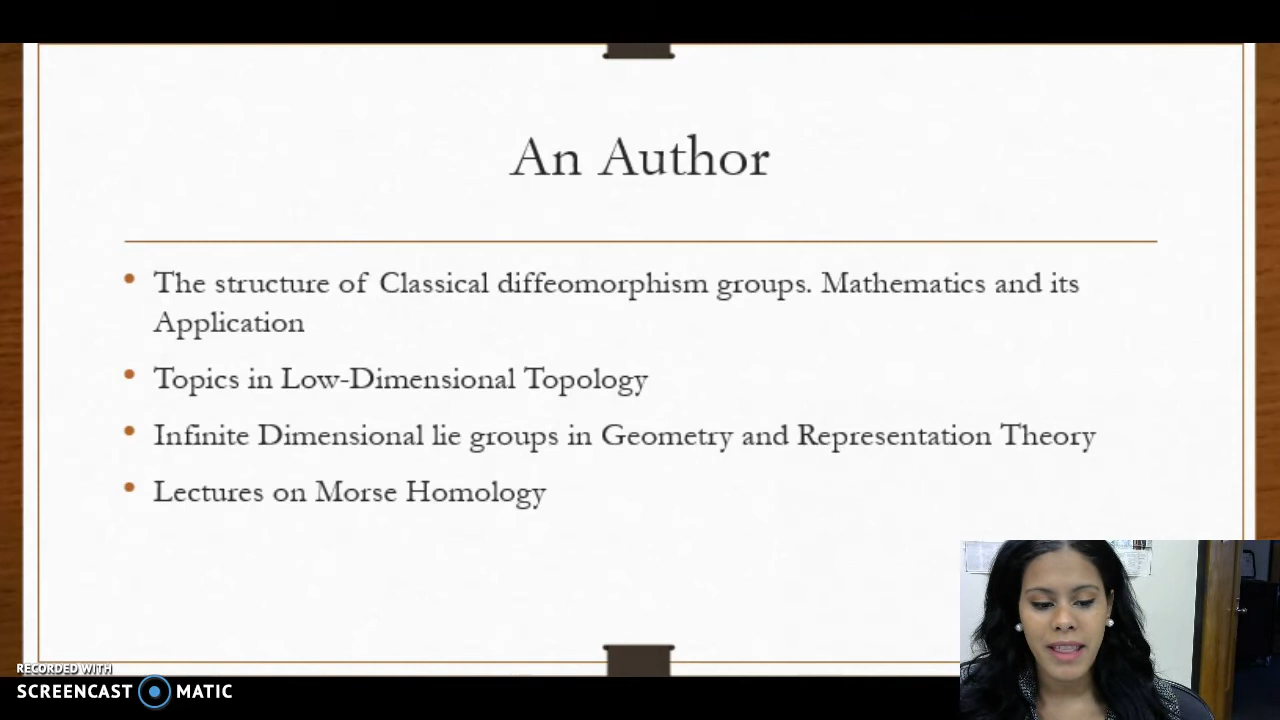 An Author
The structure of Classical diffeomorphism groups. Mathematics and its
Application
Topics in Low-Dimensional Topology
Infinite Dimensional lie groups in Geometry and Representation Theory
Lectures on Morse Homology
RECORDED WITH
SCREENCAST MATIC